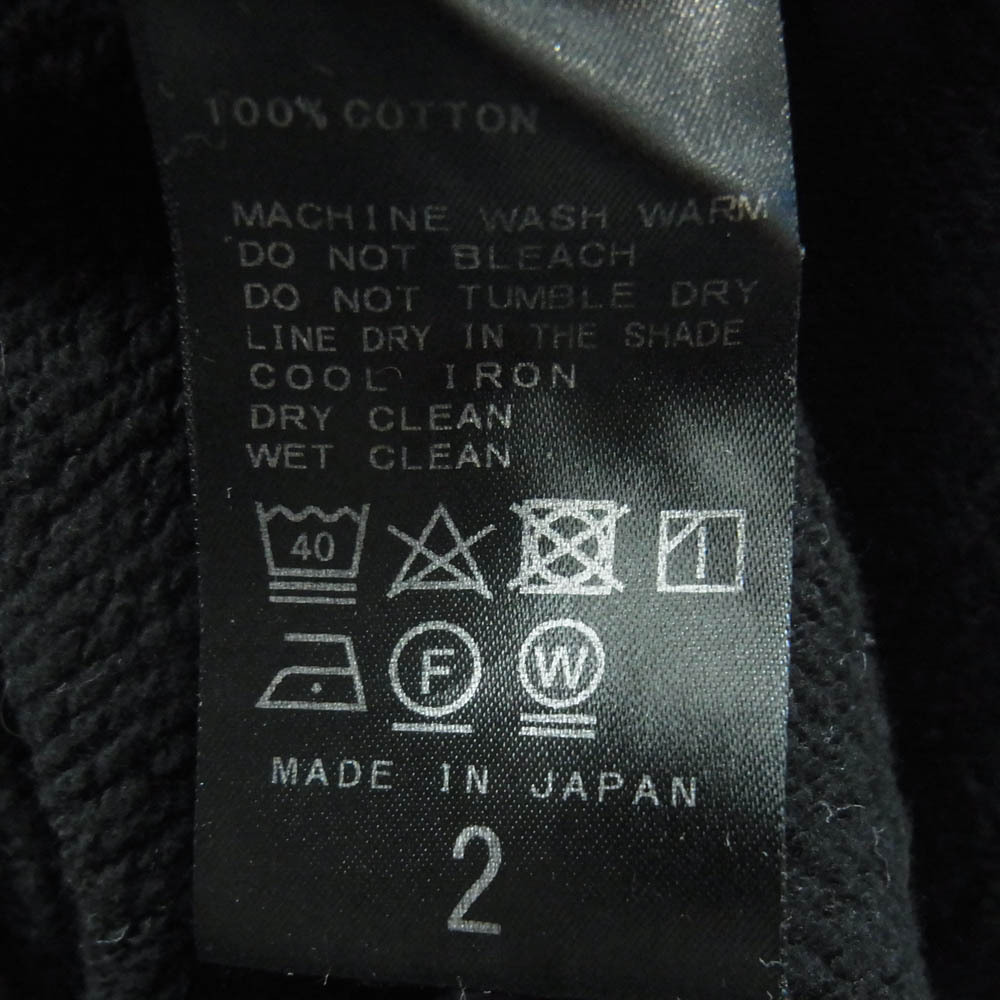 100% COTTON
MACHINE WASH WARM
DO NOT BLEACH
DO NOT TUMBLE DRY
LINE DRY IN THE SHADE
COOL IRON
DRY CLEAN
WET CLEAN
40
F W
MADE IN JAPAN
2